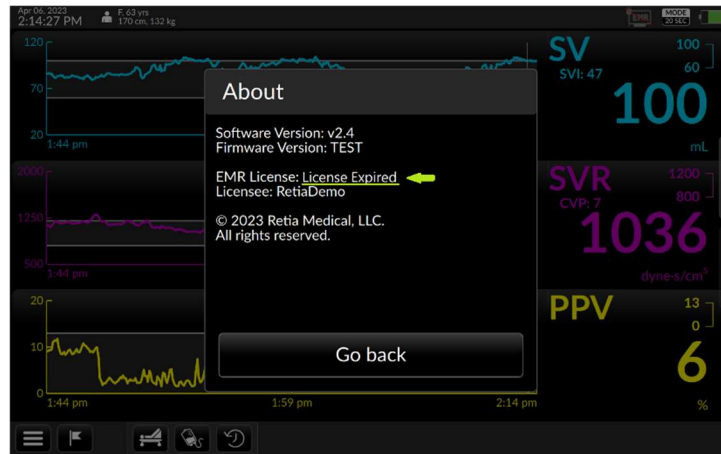 Apr 06, 2023
2:14:27 PM
F, 63 yrs
170 cm, 132 kg
EMR
MODE
20 SEC
120
70
20
1:44 pm
SV
SVI: 47
100
60
100
mL
About
Software Version: v2.4
Firmware Version: TEST
EMR License: License Expired
Licensee: RetiaDemo
© 2023 Retia Medical, LLC.
All rights reserved.
Go back
2000
1250
500
1:44 pm
SVR
CVP: 7
1200
800
1036
dyne-s/cm⁵
20
10
0
1:44 pm
1:59 pm
2:14 pm
PPV
13
0
6
%